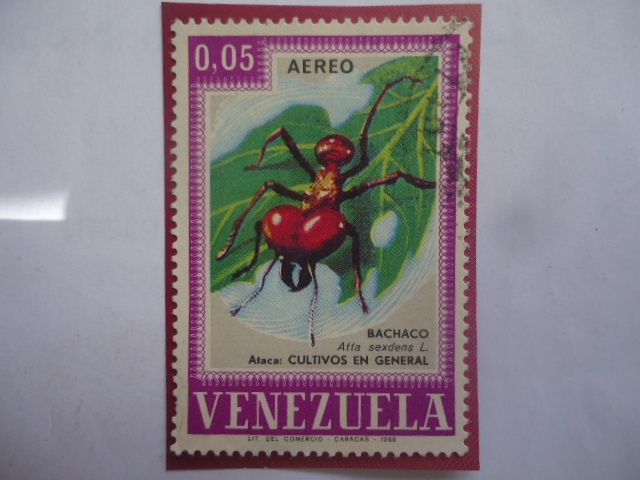 0,05
AEREO
BACHACO
Atta sexdens L.
Ataca: CULTIVOS EN GENERAL
VENEZUELA
LIT. DEL COMERCIO - CARACAS - 1968